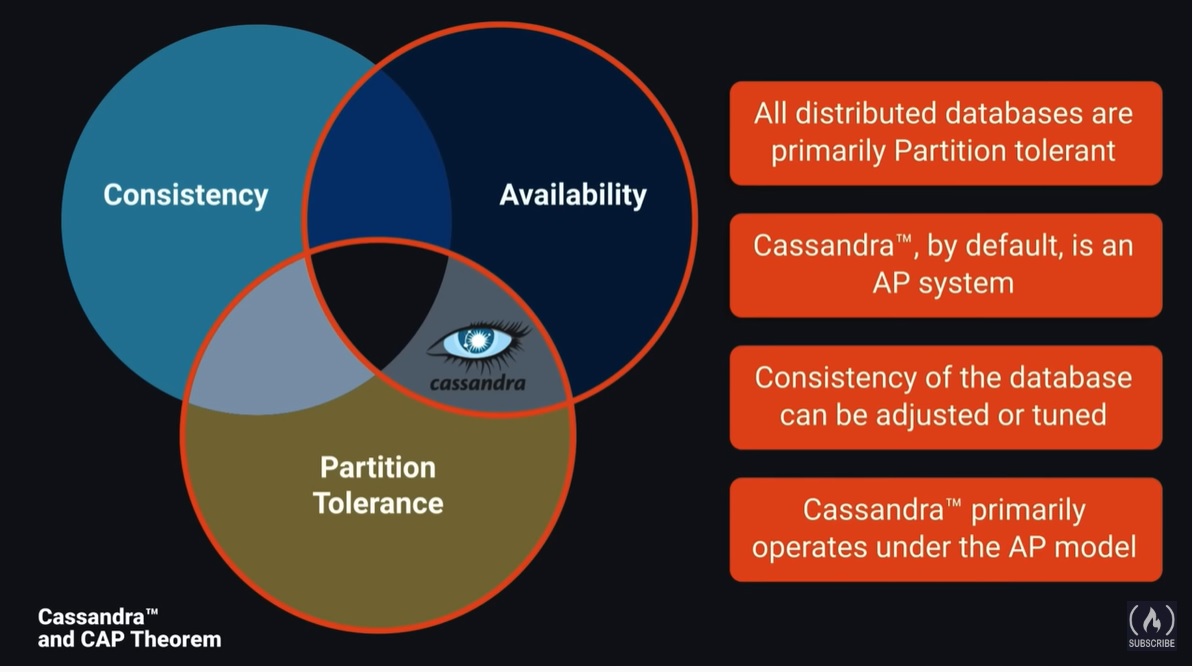 Consistency
Availability
cassandra
Partition
Tolerance
All distributed databases are
primarily Partition tolerant
Cassandra™, by default, is an
AP system
Consistency of the database
can be adjusted or tuned
Cassandra™ primarily
operates under the AP model
Cassandra™
and CAP Theorem
SUBSCRIBE